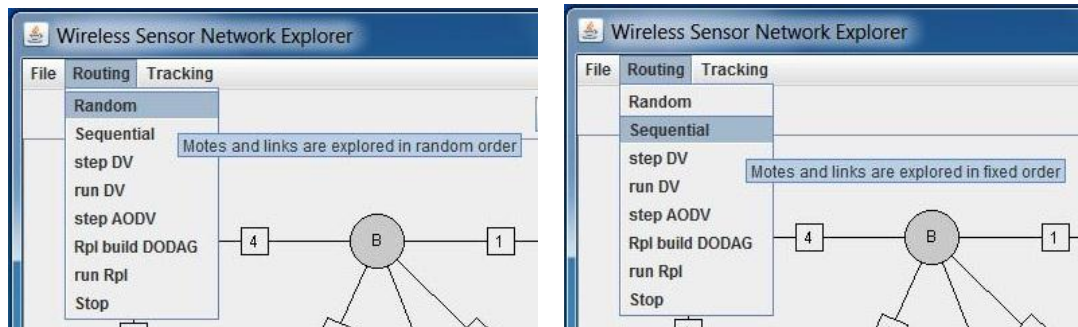 Wireless Sensor Network Explorer
File Routing Tracking
Random
Sequential
Motes and links are explored in random order
step DV
run DV
step AODV
Rpl build DODAG
run Rpl
Stop
4
B
1
Wireless Sensor Network Explorer
File Routing Tracking
Random
Sequential
step DV
Motes and links are explored in fixed order
run DV
step AODV
Rpl build DODAG
run Rpl
Stop
4
B
1